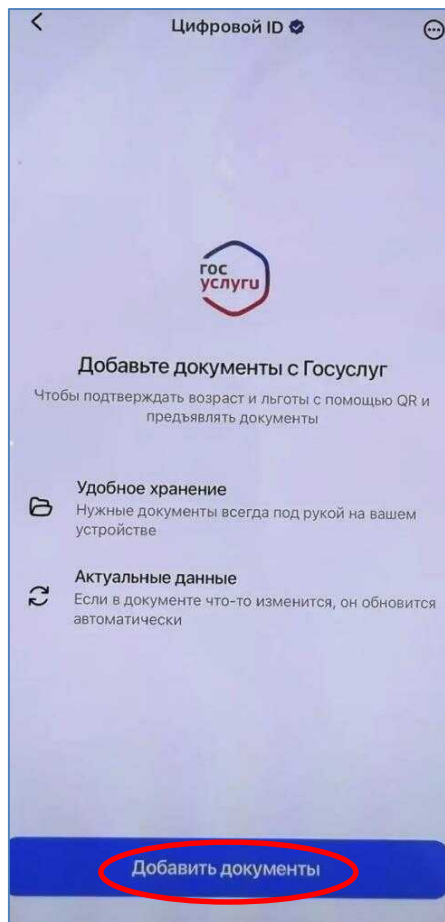 Цифровой ID
гос
услуги
Добавьте документы с Госуслуг
Чтобы подтверждать возраст и льготы с помощью QR и
предъявлять документы
Удобное хранение
Нужные документы всегда под рукой на вашем
устройстве
Актуальные данные
Если в документе что-то изменится, он обновится
автоматически
Добавить документы